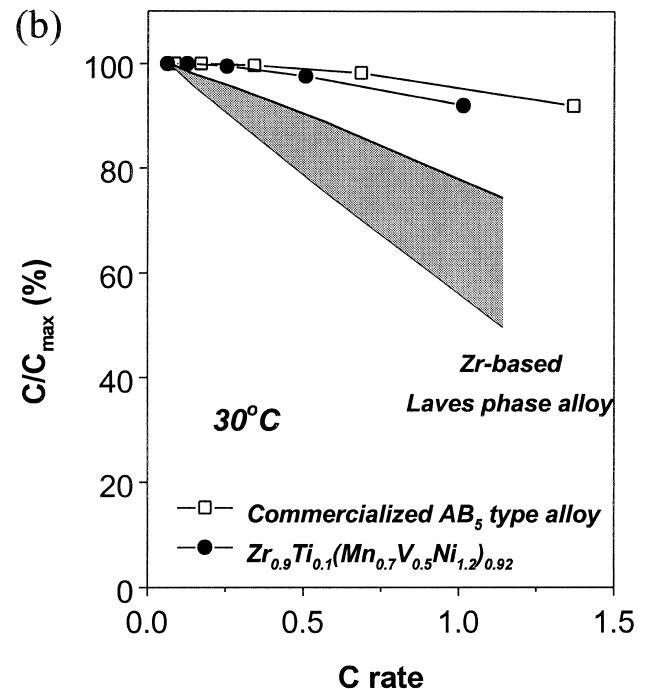 (b)
100
80
60
40
20
0
C/Cmax (%)
Zr-based
Laves phase alloy
30°C
Commercialized AB5 type alloy
Zr0.9Ti0.1(Mn0.7V0.5Ni1.2)0.92
0.0 0.5 1.0 1.5
C rate